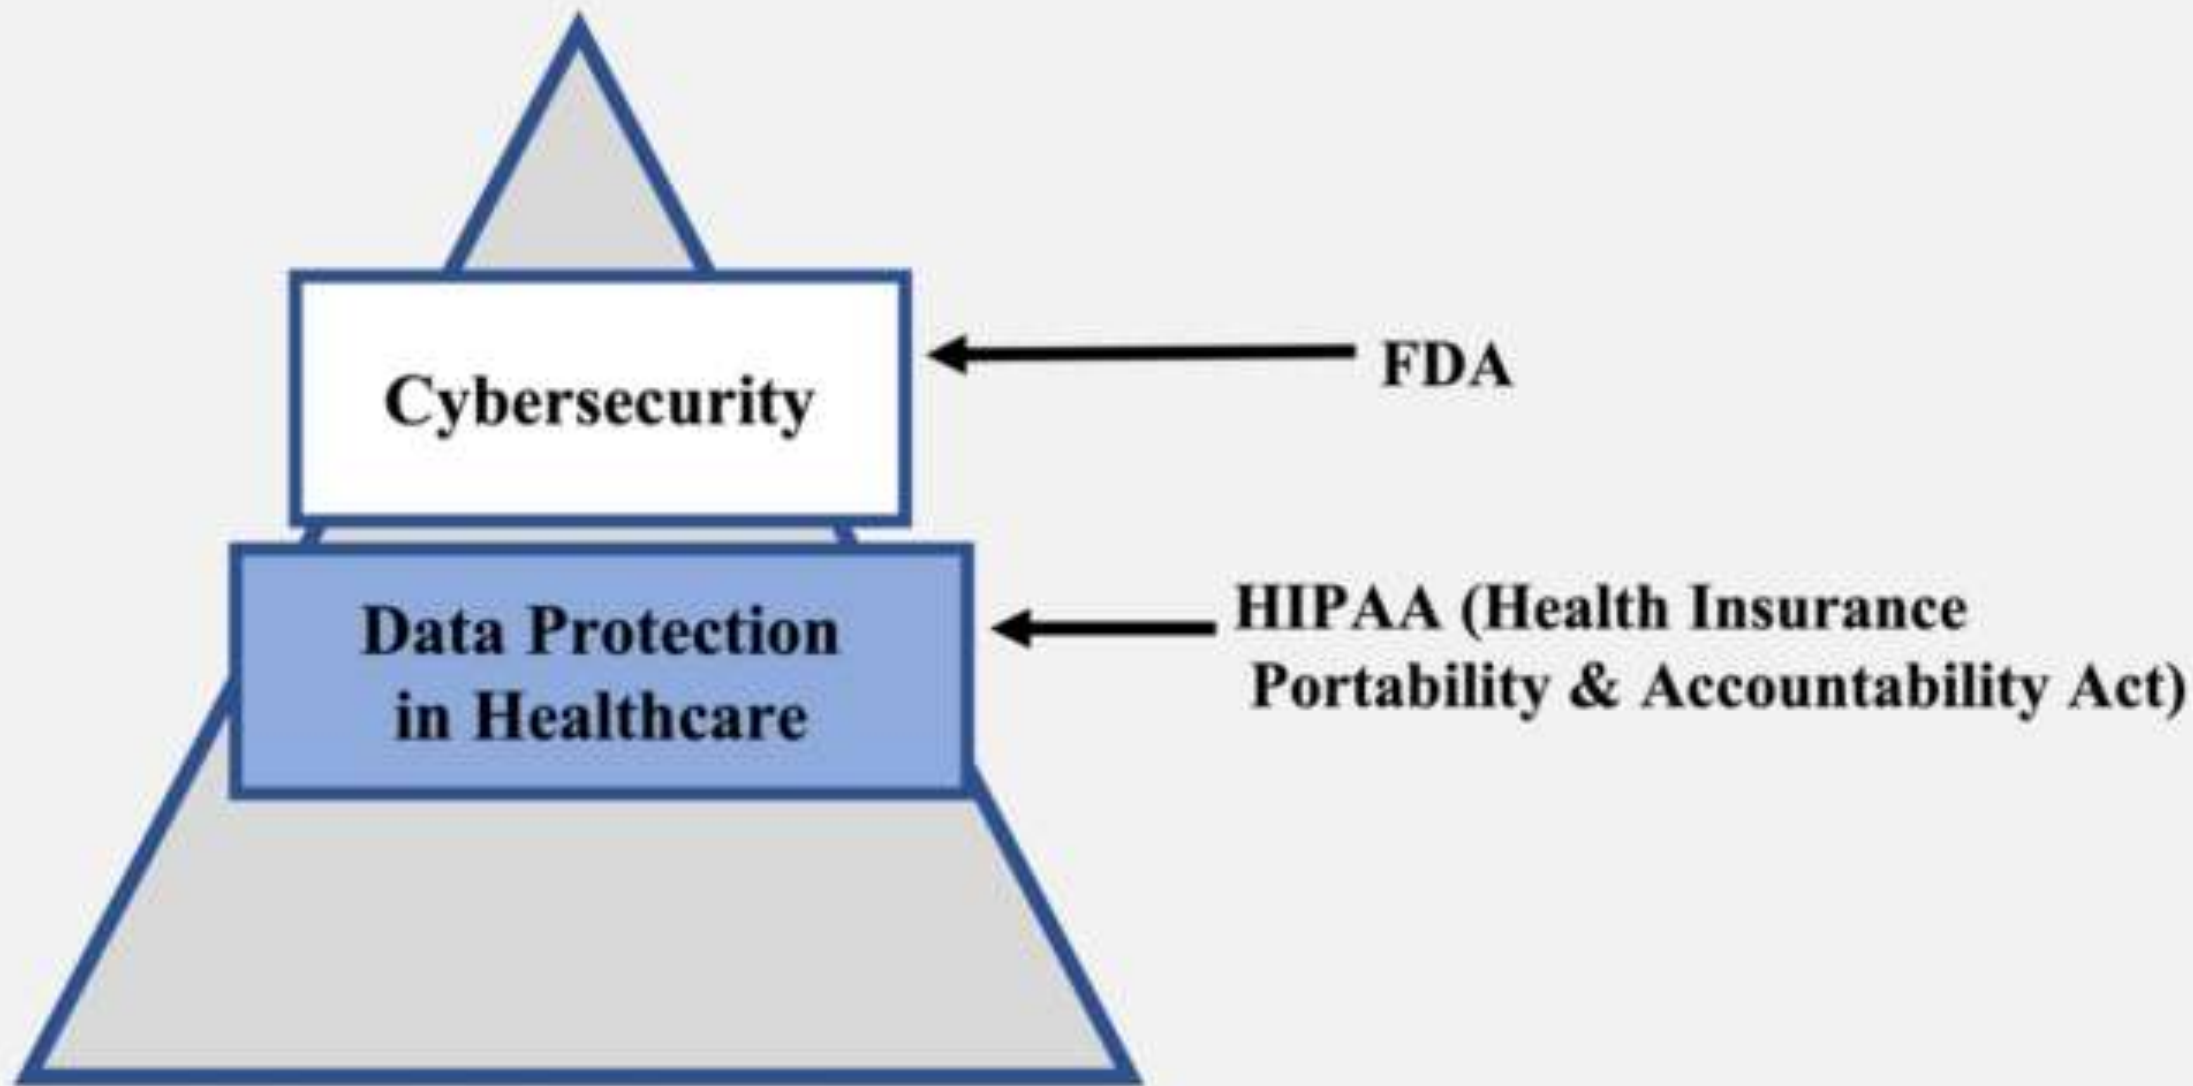 Cybersecurity
FDA
Data Protection
in Healthcare
HIPAA (Health Insurance
Portability & Accountability Act)